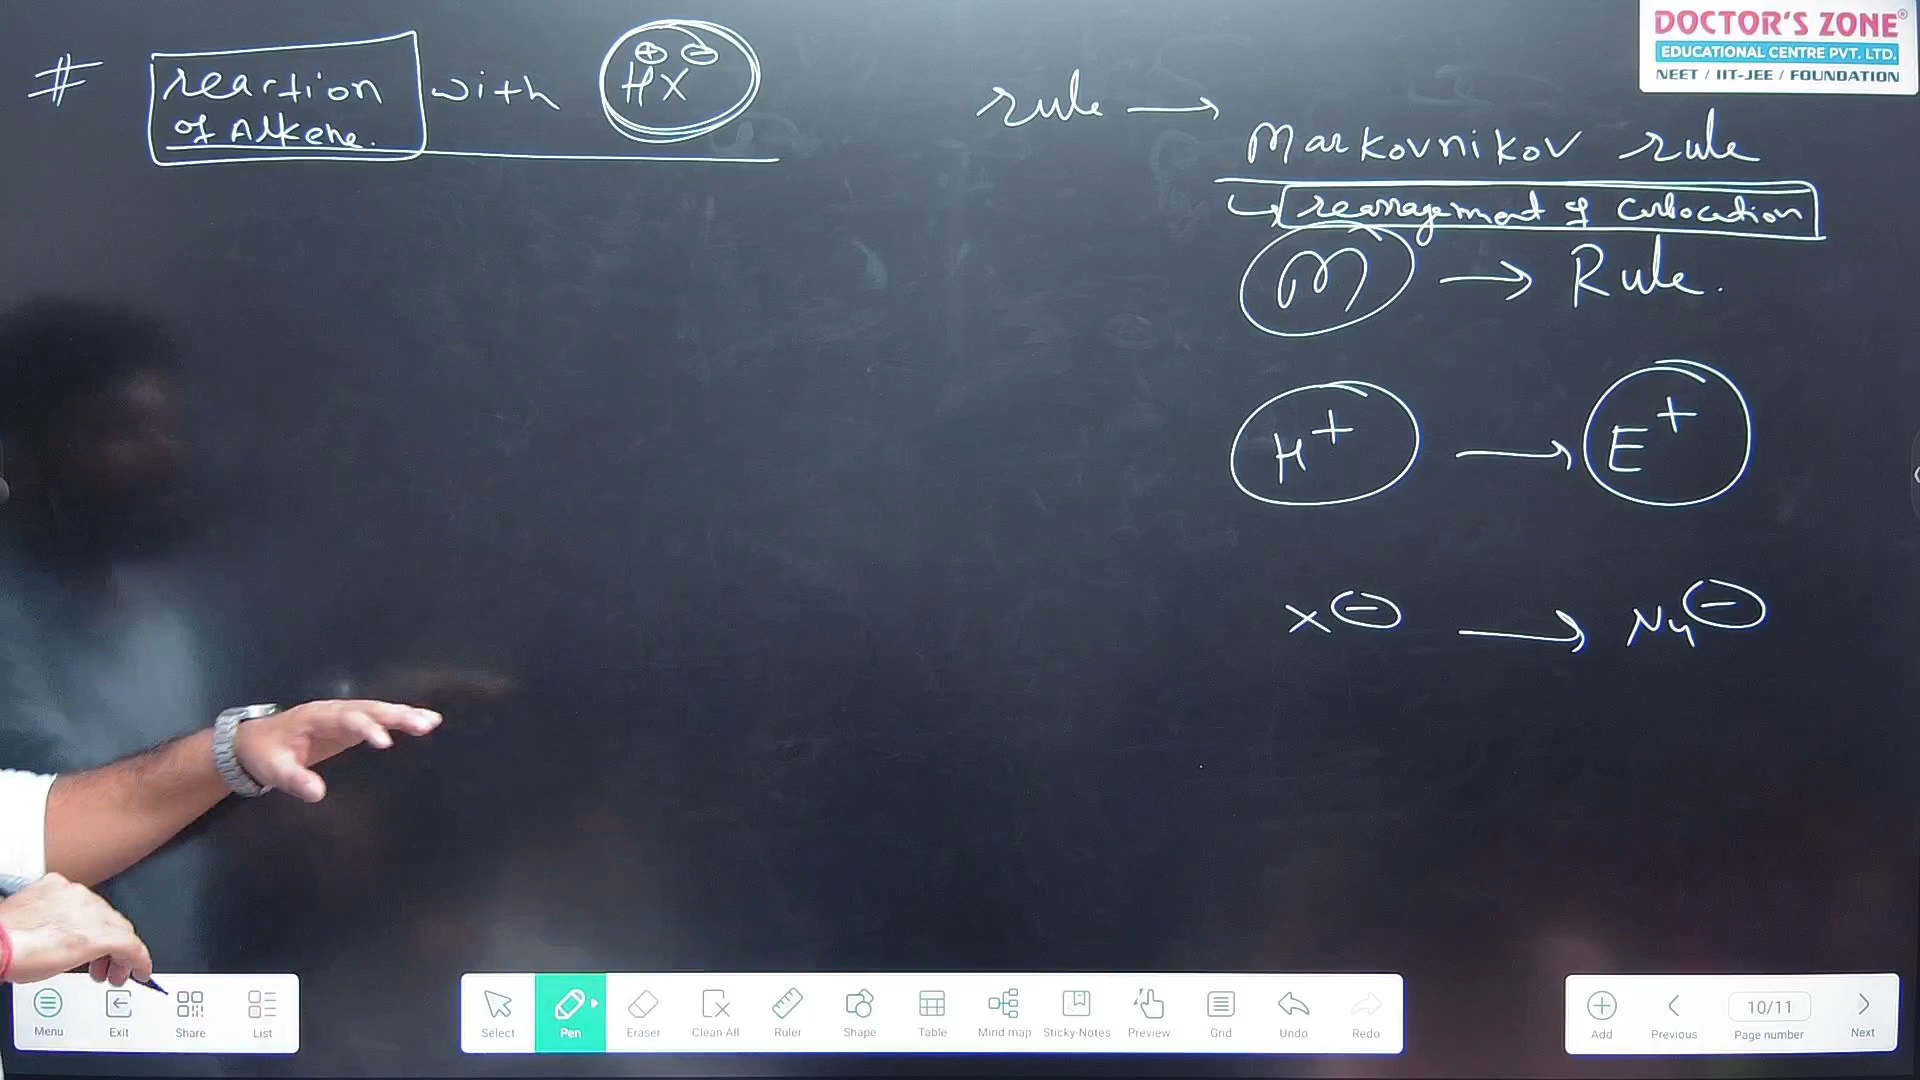 # reaction with HX
of Alkene.
⊕ ⊖
rule →
Markovnikov rule
↳ rearragement of carbocation
M → Rule.
H+ → E+
X⊖ → Nu⊖
DOCTOR'S ZONE®
EDUCATIONAL CENTRE PVT. LTD.
NEET / IIT-JEE / FOUNDATION
Menu Exit Share List
Select Pen Eraser Clean All Ruler Shape Table Mind map Sticky-Notes Preview Grid Undo Redo
Add Previous 10/11 Page number Next